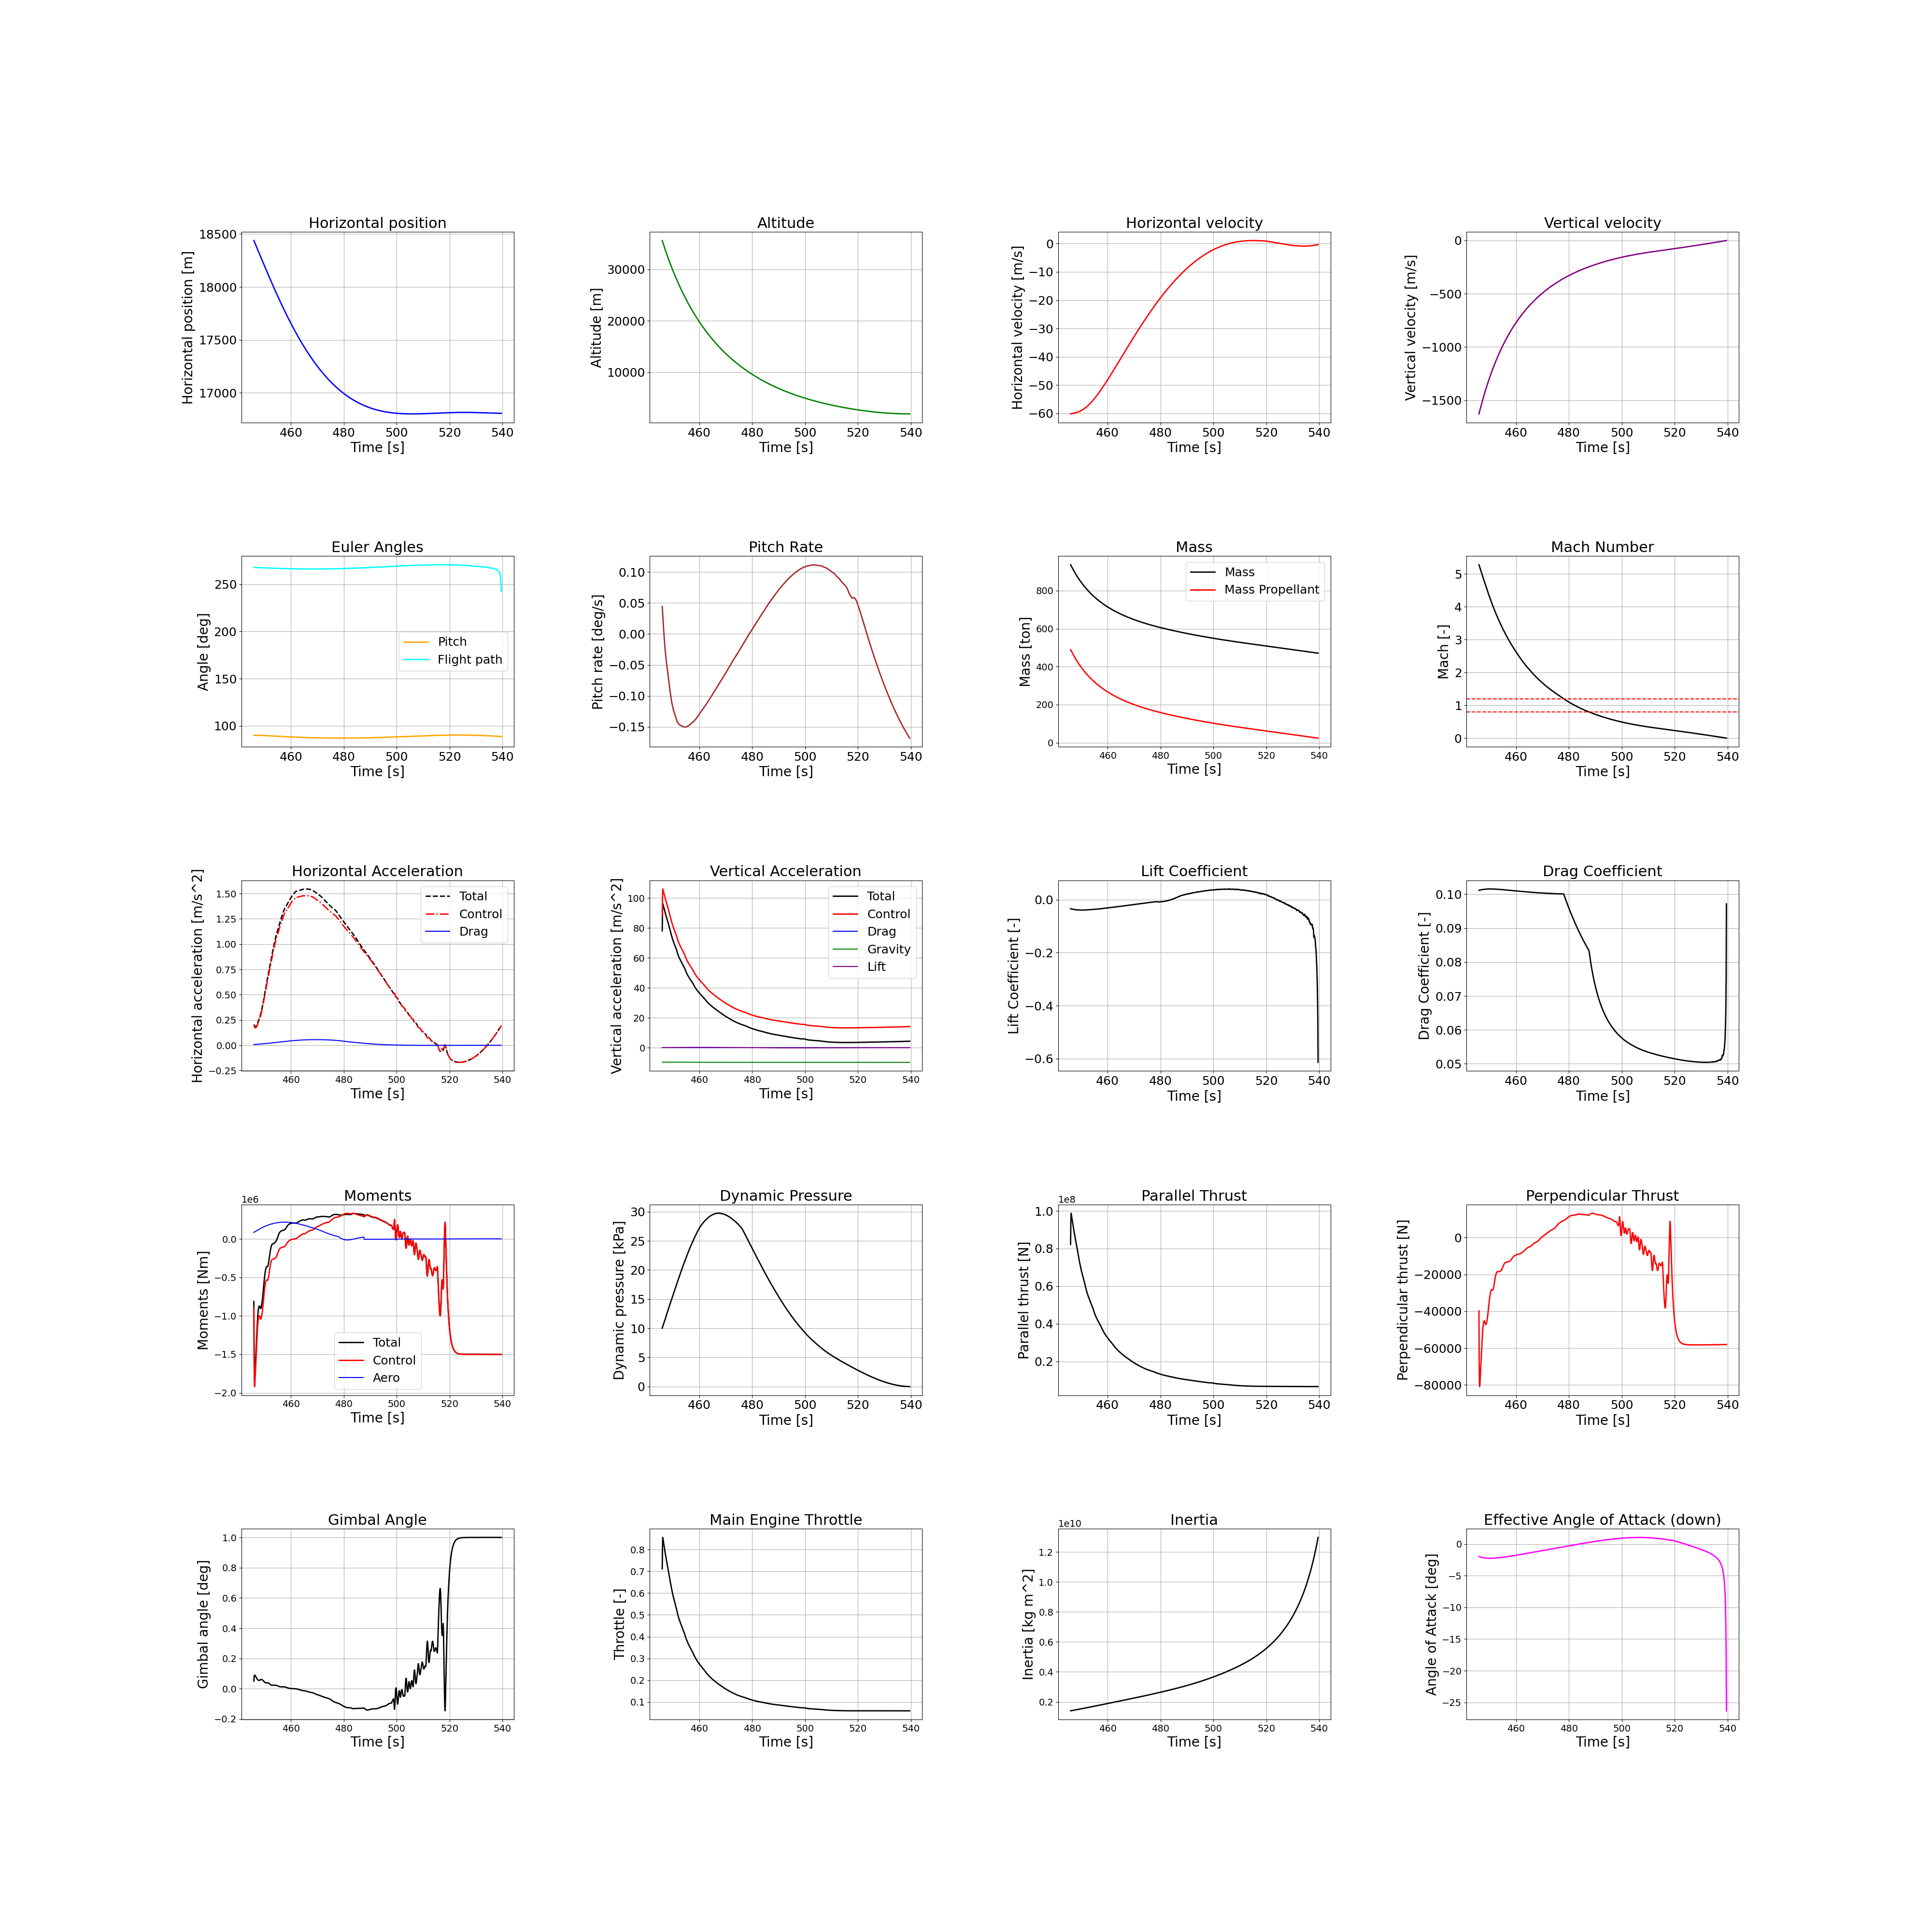 Horizontal position
Horizontal position [m]
18500
18000
17500
17000
460 480 500 520 540
Time [s]
Altitude
Altitude [m]
30000
20000
10000
460 480 500 520 540
Time [s]
Horizontal velocity
Horizontal velocity [m/s]
0
−10
−20
−30
−40
−50
−60
460 480 500 520 540
Time [s]
Vertical velocity
Vertical velocity [m/s]
0
−500
−1000
−1500
460 480 500 520 540
Time [s]
Euler Angles
Angle [deg]
250
200
150
100
Pitch
Flight path
460 480 500 520 540
Time [s]
Pitch Rate
Pitch rate [deg/s]
0.10
0.05
0.00
−0.05
−0.10
−0.15
460 480 500 520 540
Time [s]
Mass
Mass [ton]
800
600
400
200
0
Mass
Mass Propellant
460 480 500 520 540
Time [s]
Mach Number
Mach [-]
5
4
3
2
1
0
460 480 500 520 540
Time [s]
Horizontal Acceleration
Horizontal acceleration [m/s^2]
1.50
1.25
1.00
0.75
0.50
0.25
0.00
−0.25
Total
Control
Drag
460 480 500 520 540
Time [s]
Vertical Acceleration
Vertical acceleration [m/s^2]
100
80
60
40
20
0
Total
Control
Drag
Gravity
Lift
460 480 500 520 540
Time [s]
Lift Coefficient
Lift Coefficient [-]
0.0
−0.2
−0.4
−0.6
460 480 500 520 540
Time [s]
Drag Coefficient
Drag Coefficient [-]
0.10
0.09
0.08
0.07
0.06
0.05
460 480 500 520 540
Time [s]
Moments
1e6
Moments [Nm]
0.0
−0.5
−1.0
−1.5
−2.0
Total
Control
Aero
460 480 500 520 540
Time [s]
Dynamic Pressure
Dynamic pressure [kPa]
30
25
20
15
10
5
0
460 480 500 520 540
Time [s]
Parallel Thrust
1e8
Parallel thrust [N]
1.0
0.8
0.6
0.4
0.2
460 480 500 520 540
Time [s]
Perpendicular Thrust
Perpendicular thrust [N]
0
−20000
−40000
−60000
−80000
460 480 500 520 540
Time [s]
Gimbal Angle
Gimbal angle [deg]
1.0
0.8
0.6
0.4
0.2
0.0
−0.2
460 480 500 520 540
Time [s]
Main Engine Throttle
Throttle [-]
0.8
0.7
0.6
0.5
0.4
0.3
0.2
0.1
460 480 500 520 540
Time [s]
Inertia
1e10
Inertia [kg m^2]
1.2
1.0
0.8
0.6
0.4
0.2
460 480 500 520 540
Time [s]
Effective Angle of Attack (down)
Angle of Attack [deg]
0
−5
−10
−15
−20
−25
460 480 500 520 540
Time [s]